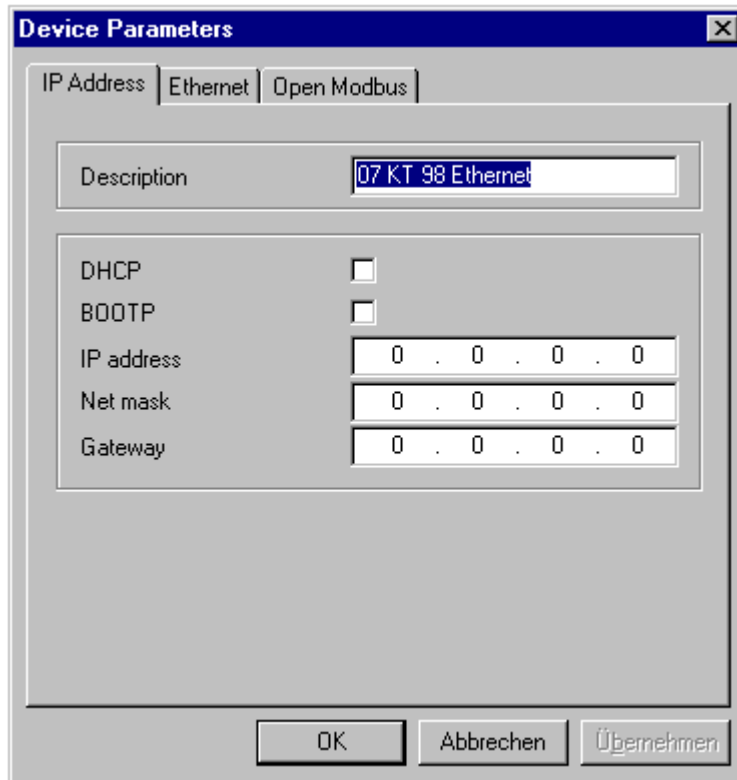 Device Parameters
IP Address Ethernet Open Modbus
Description 07 KT 98 Ethernet
DHCP
BOOTP
IP address 0 . 0 . 0 . 0
Net mask 0 . 0 . 0 . 0
Gateway 0 . 0 . 0 . 0
OK Abbrechen Übernehmen